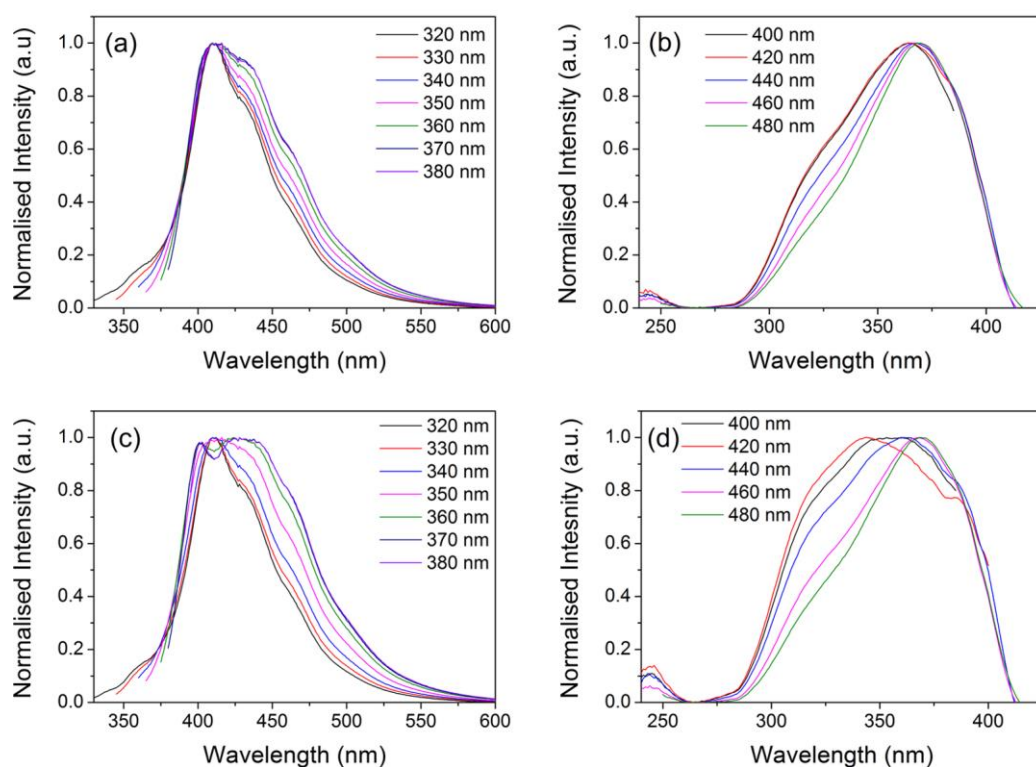 (a)
320 nm
330 nm
340 nm
350 nm
360 nm
370 nm
380 nm
Normalised Intensity (a.u)
1.0
0.8
0.6
0.4
0.2
0.0
350 400 450 500 550 600
Wavelength (nm)
(b)
400 nm
420 nm
440 nm
460 nm
480 nm
Normalised Intensity (a.u.)
1.0
0.8
0.6
0.4
0.2
0.0
250 300 350 400
Wavelength (nm)
(c)
320 nm
330 nm
340 nm
350 nm
360 nm
370 nm
380 nm
Normalised Intensity (a.u.)
1.0
0.8
0.6
0.4
0.2
0.0
350 400 450 500 550 600
Wavelength (nm)
(d)
400 nm
420 nm
440 nm
460 nm
480 nm
Normalised Intesnity (a.u.)
1.0
0.8
0.6
0.4
0.2
0.0
250 300 350 400
Wavelength (nm)